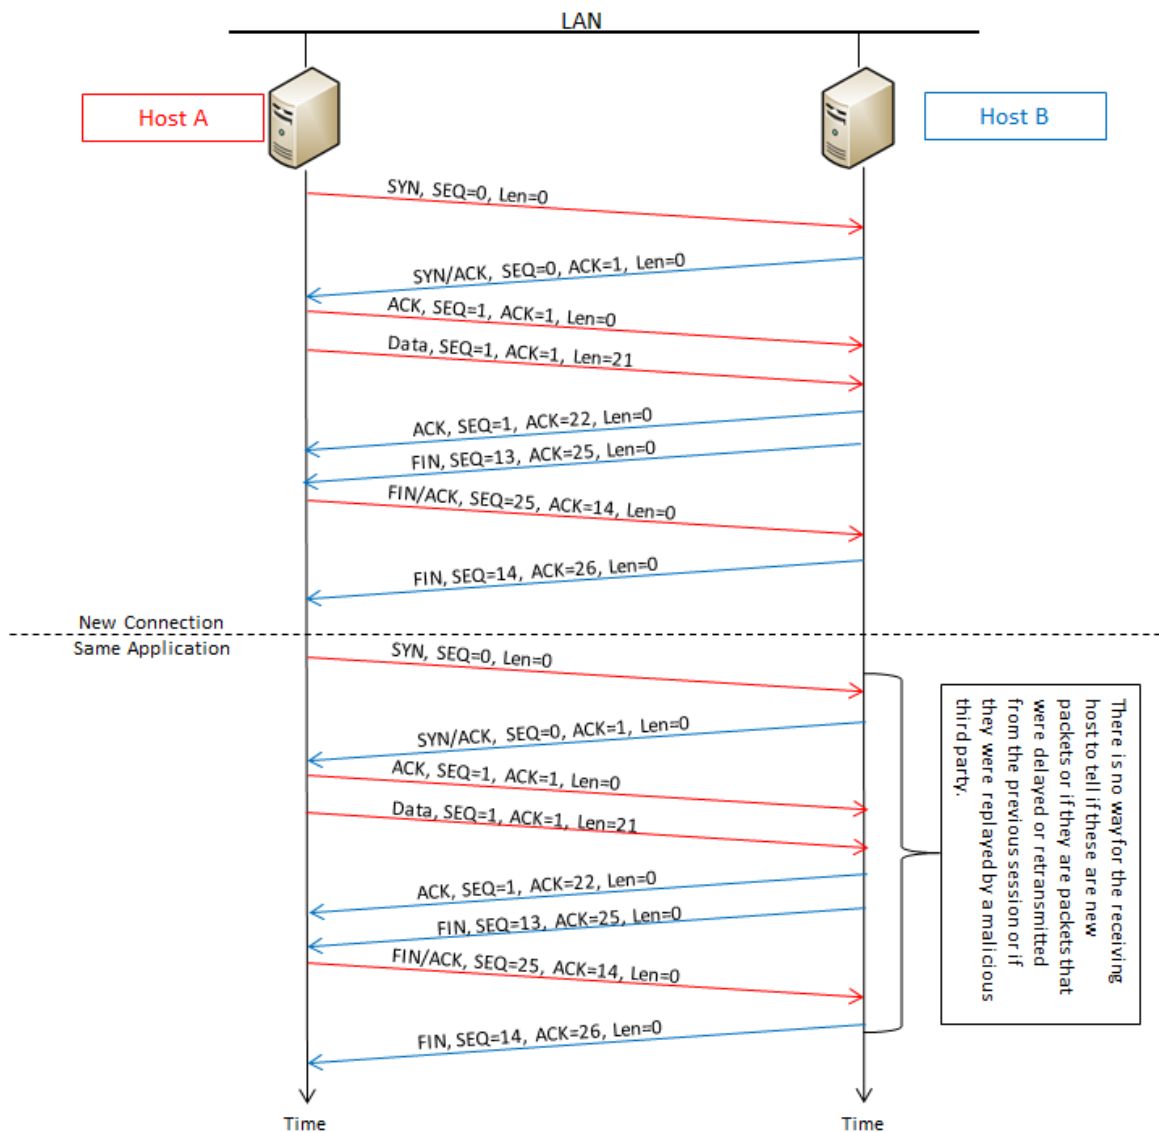 LAN
Host A
Host B
SYN, SEQ=0, Len=0
SYN/ACK, SEQ=0, ACK=1, Len=0
ACK, SEQ=1, ACK=1, Len=0
Data, SEQ=1, ACK=1, Len=21
ACK, SEQ=1, ACK=22, Len=0
FIN, SEQ=13, ACK=25, Len=0
FIN/ACK, SEQ=25, ACK=14, Len=0
FIN, SEQ=14, ACK=26, Len=0
New Connection
Same Application
SYN, SEQ=0, Len=0
SYN/ACK, SEQ=0, ACK=1, Len=0
ACK, SEQ=1, ACK=1, Len=0
Data, SEQ=1, ACK=1, Len=21
ACK, SEQ=1, ACK=22, Len=0
FIN, SEQ=13, ACK=25, Len=0
FIN/ACK, SEQ=25, ACK=14, Len=0
FIN, SEQ=14, ACK=26, Len=0
There is no way for the receiving
host to tell if these are new
packets or if they are packets that
were delayed or retransmitted
from the previous session or if
they were replayed by a malicious
third party.
Time
Time